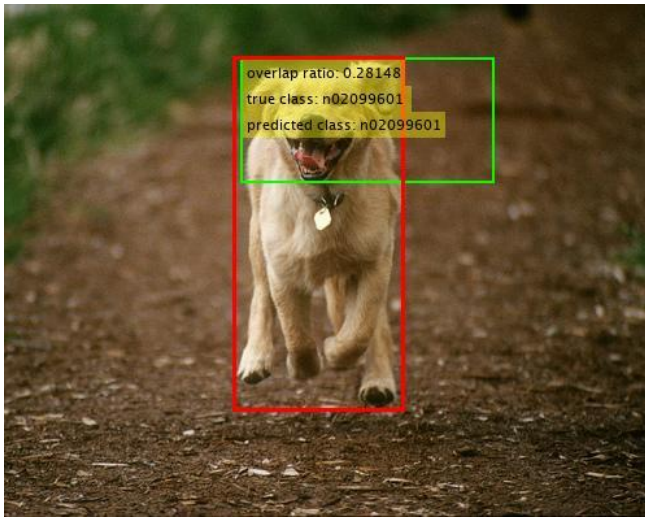 overlap ratio: 0.28148
true class: n02099601
predicted class: n02099601